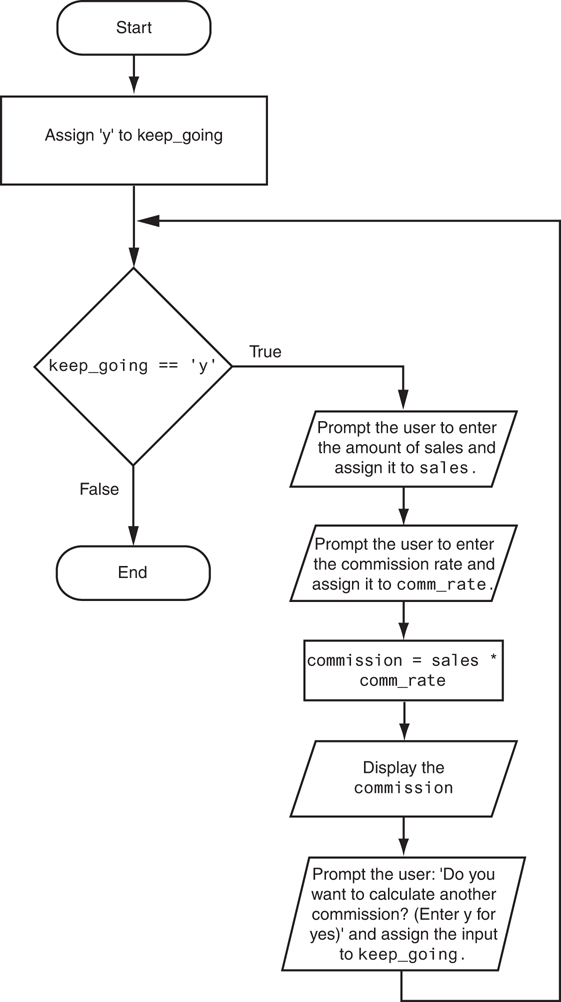 Start
Assign 'y' to keep_going
keep_going == 'y'
True
False
End
Prompt the user to enter
the amount of sales and
assign it to sales.
Prompt the user to enter
the commission rate and
assign it to comm_rate.
commission = sales *
comm_rate
Display the
commission
Prompt the user: 'Do you
want to calculate another
commission? (Enter y for
yes)' and assign the input
to keep_going.